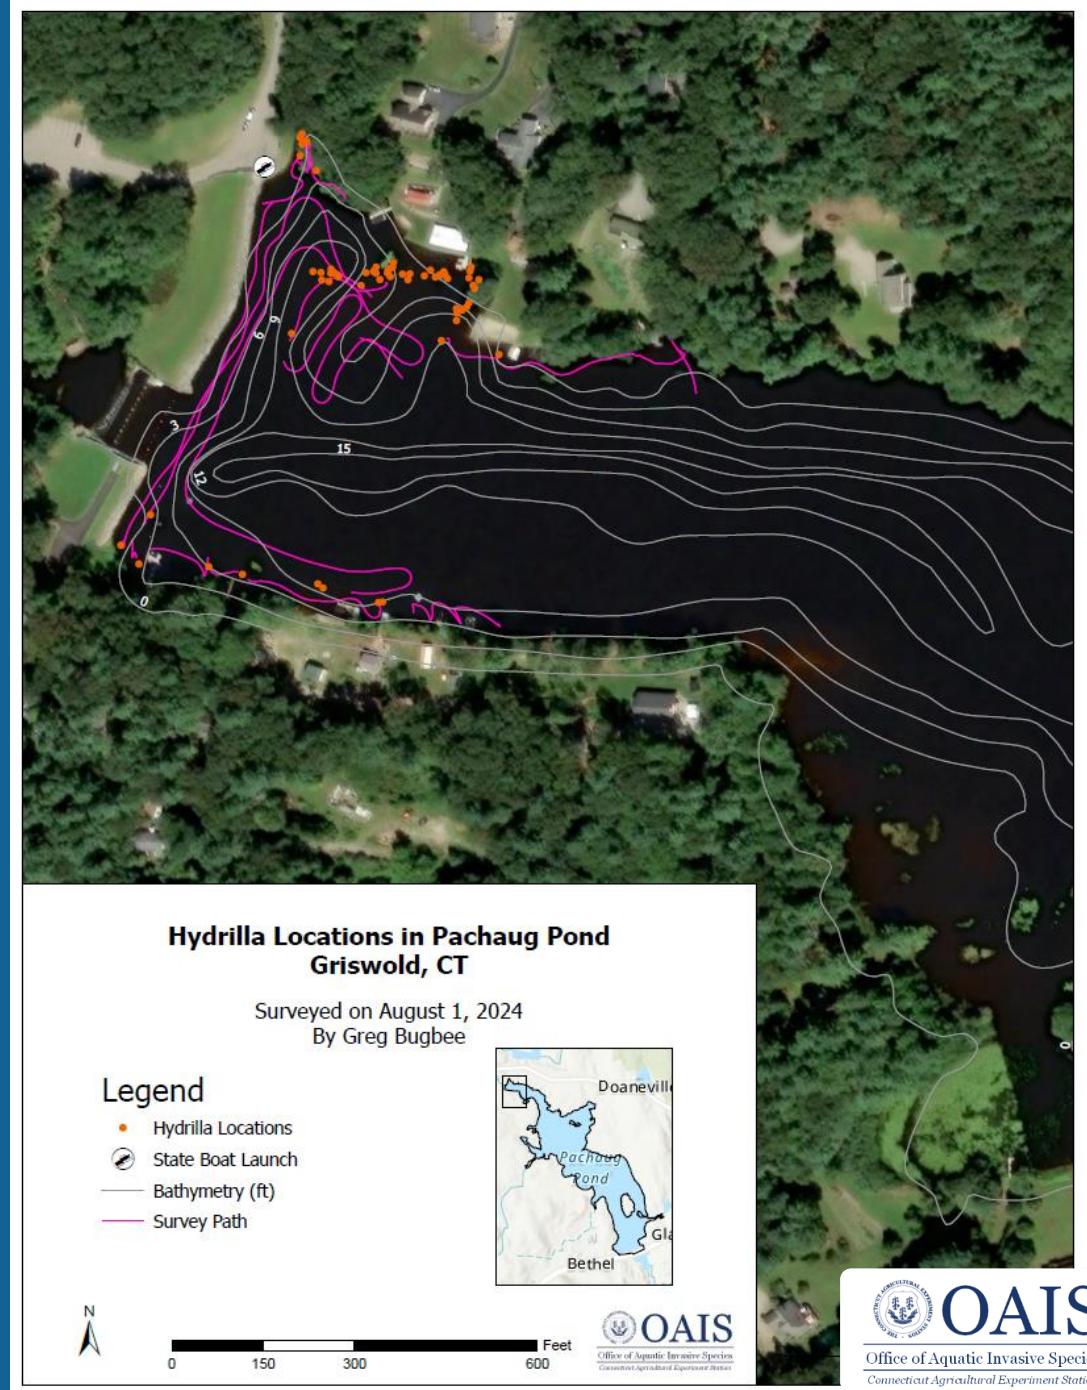 6
9
3
15
12
0
0
Hydrilla Locations in Pachaug Pond
Griswold, CT
Surveyed on August 1, 2024
By Greg Bugbee
Legend
Hydrilla Locations
State Boat Launch
Bathymetry (ft)
Survey Path
Doanevill
Pachaug
Pond
Gla
Bethel
N
Feet
0 150 300 600
OAIS
Office of Aquatic Invasive Species
Connecticut Agricultural Experiment Station
OAIS
Office of Aquatic Invasive Speci
Connecticut Agricultural Experiment Stati